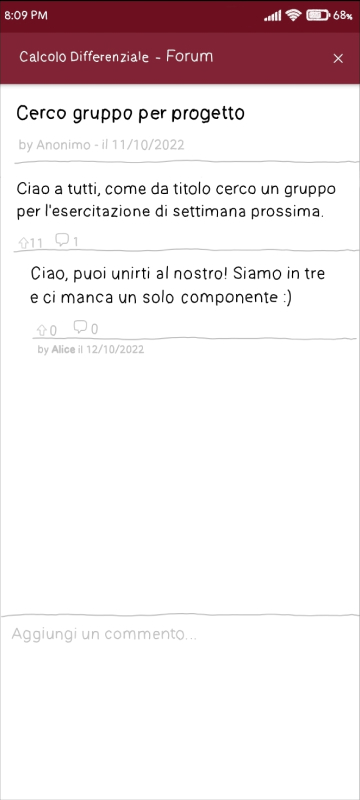 8:09 PM 68%
Calcolo Differenziale - Forum ×
Cerco gruppo per progetto
by Anonimo - il 11/10/2022
Ciao a tutti, come da titolo cerco un gruppo
per l'esercitazione di settimana prossima.
11 1
Ciao, puoi unirti al nostro! Siamo in tre
e ci manca un solo componente :)
0 0
by Alice il 12/10/2022
Aggiungi un commento...